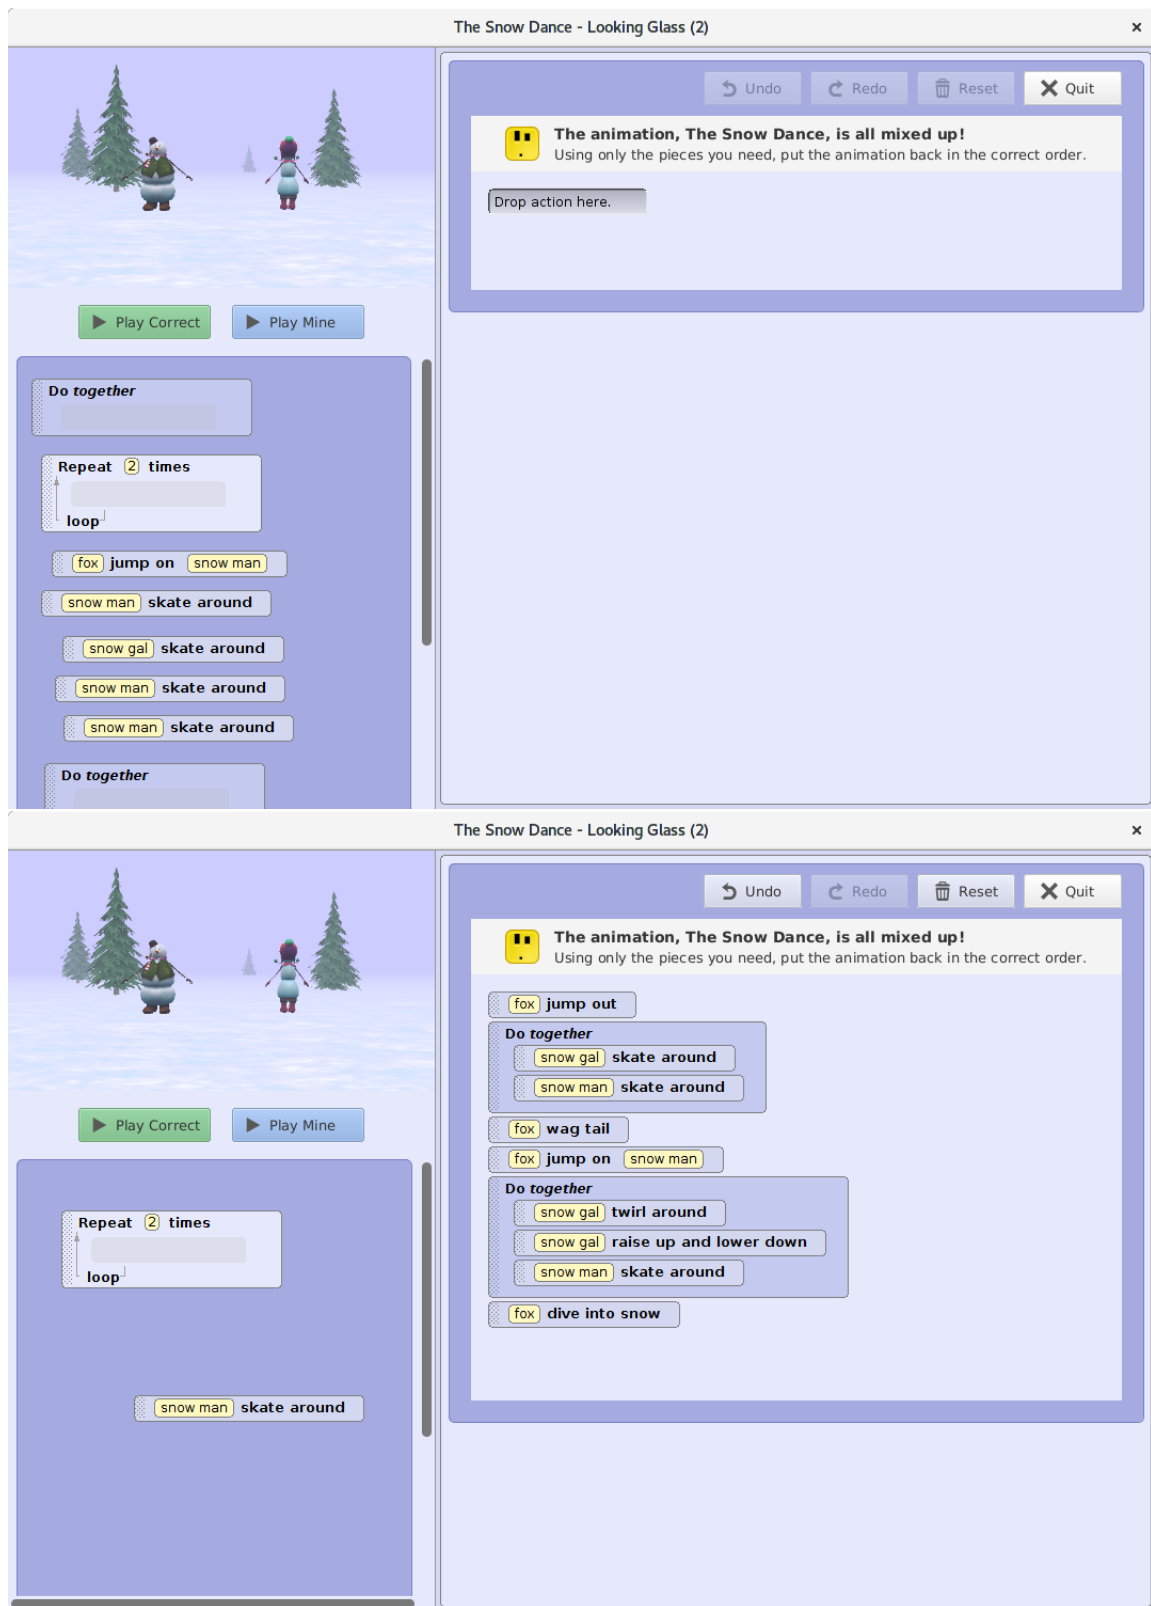 The Snow Dance - Looking Glass (2) ×
Undo Redo Reset Quit
The animation, The Snow Dance, is all mixed up!
Using only the pieces you need, put the animation back in the correct order.
Drop action here.
Play Correct Play Mine
Do together
Repeat 2 times
loop
fox jump on snow man
snow man skate around
snow gal skate around
snow man skate around
snow man skate around
Do together
The Snow Dance - Looking Glass (2) ×
Undo Redo Reset Quit
The animation, The Snow Dance, is all mixed up!
Using only the pieces you need, put the animation back in the correct order.
fox jump out
Do together
snow gal skate around
snow man skate around
fox wag tail
fox jump on snow man
Do together
snow gal twirl around
snow gal raise up and lower down
snow man skate around
fox dive into snow
Play Correct Play Mine
Repeat 2 times
loop
snow man skate around